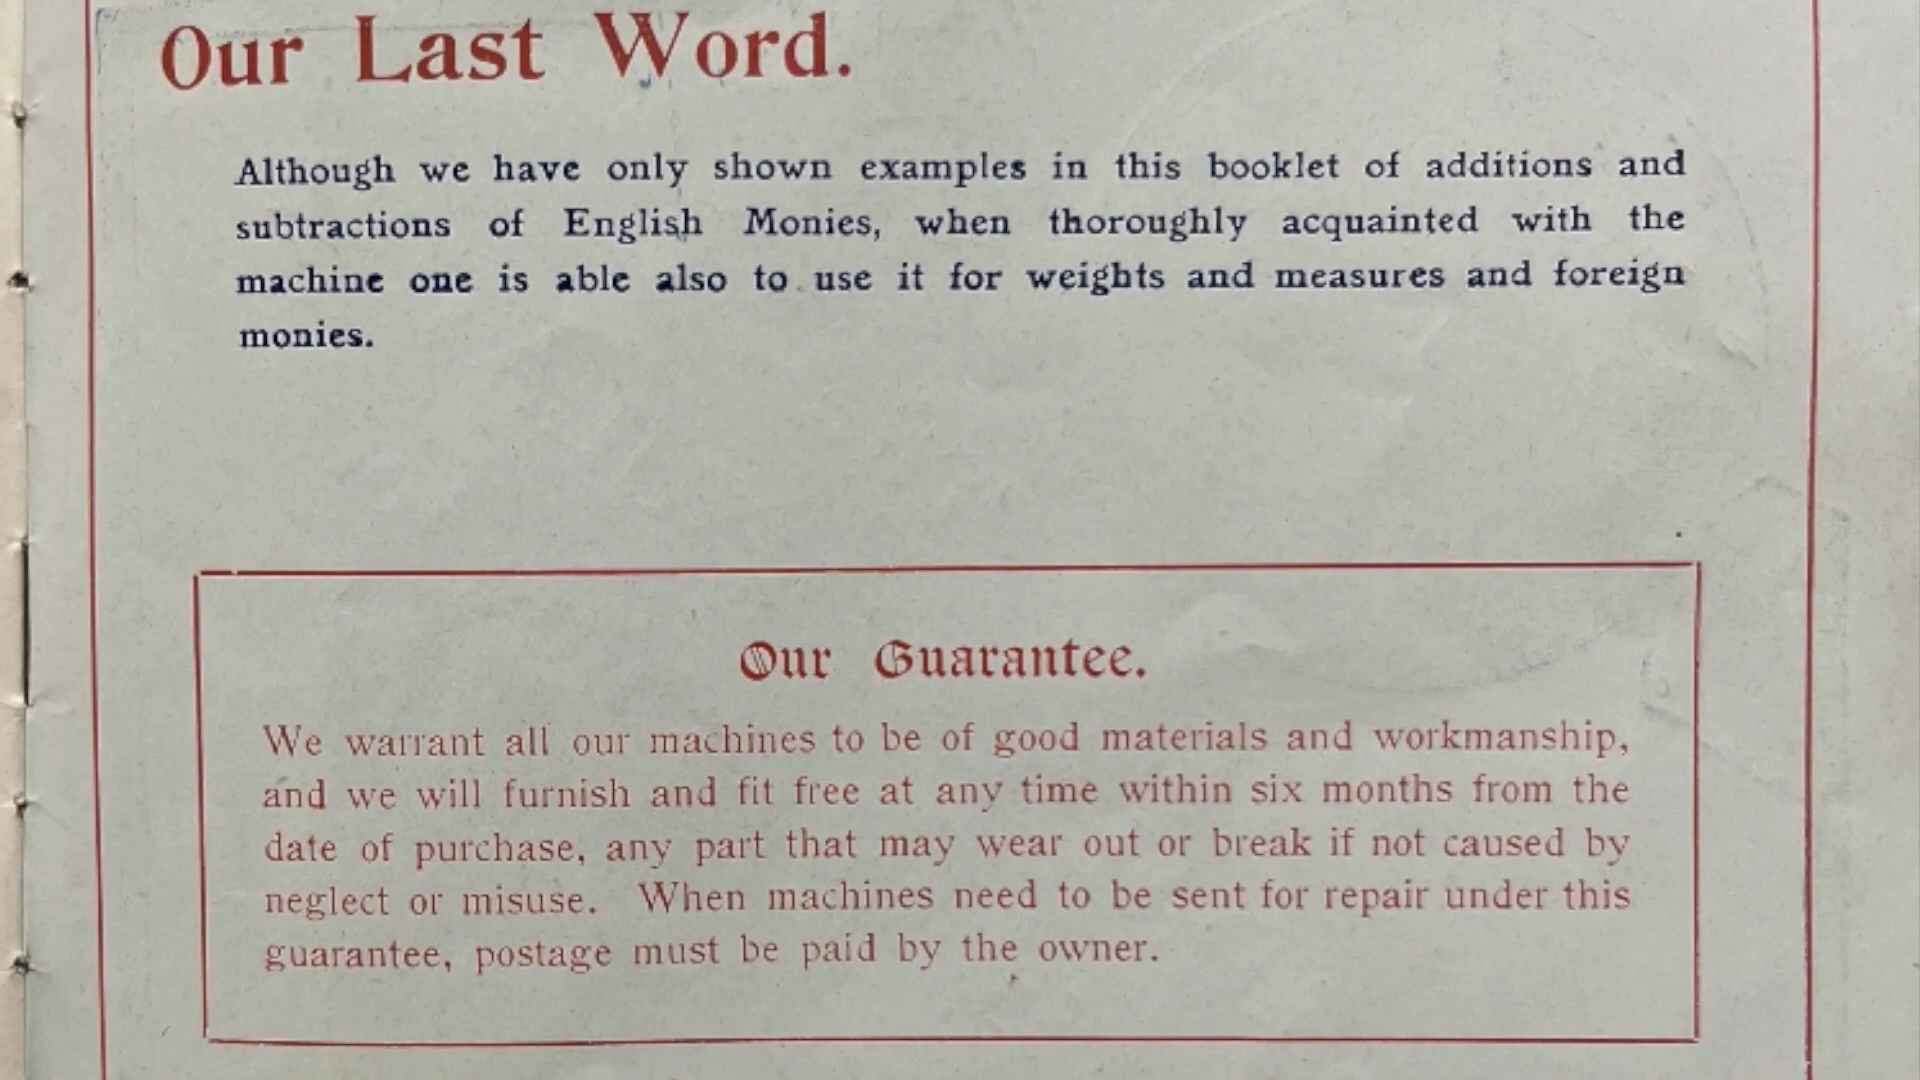 Our Last Word.
Although we have only shown examples in this booklet of additions and
subtractions of English Monies, when thoroughly acquainted with the
machine one is able also to use it for weights and measures and foreign
monies.
Our Guarantee.
We warrant all our machines to be of good materials and workmanship,
and we will furnish and fit free at any time within six months from the
date of purchase, any part that may wear out or break if not caused by
neglect or misuse. When machines need to be sent for repair under this
guarantee, postage must be paid by the owner.